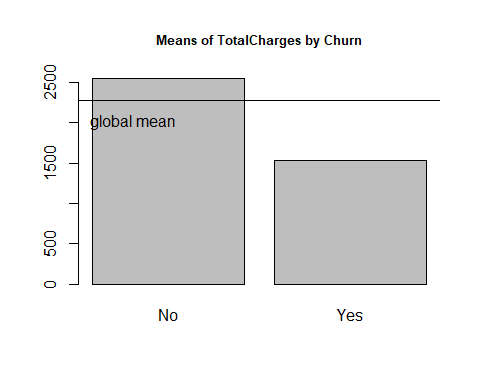 Means of TotalCharges by Churn
2500
1500
500
0
global mean
No
Yes